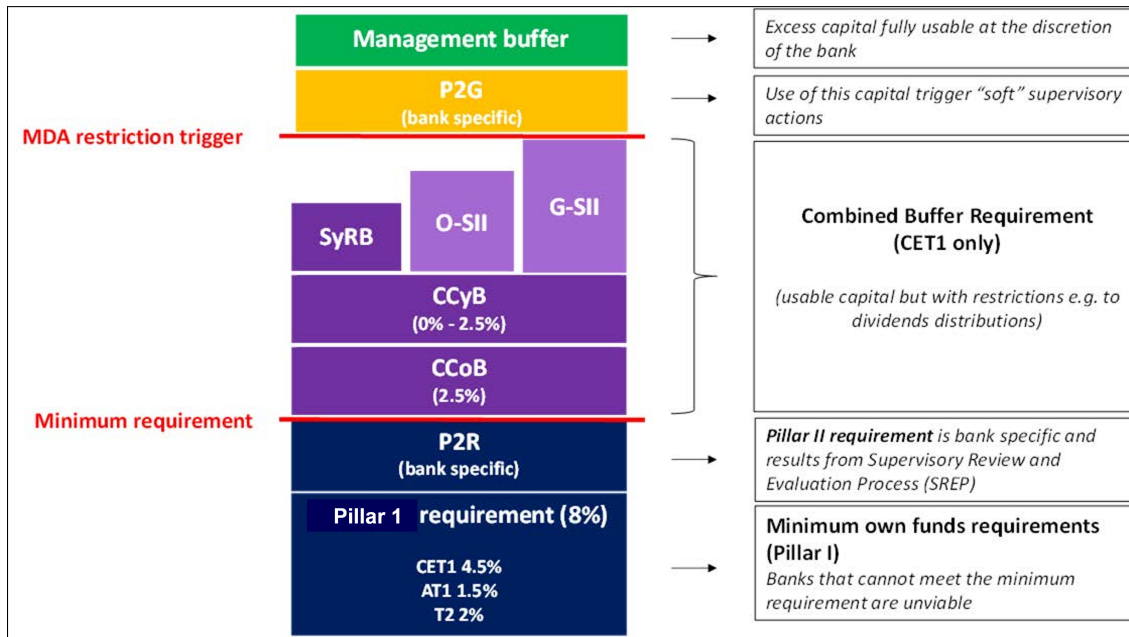 Management buffer
Excess capital fully usable at the discretion
of the bank
P2G
(bank specific)
Use of this capital trigger “soft” supervisory
actions
MDA restriction trigger
SyRB
O-SII
G-SII
Combined Buffer Requirement
(CET1 only)
(usable capital but with restrictions e.g. to
dividends distributions)
CCyB
(0% - 2.5%)
CCoB
(2.5%)
Minimum requirement
P2R
(bank specific)
Pillar II requirement is bank specific and
results from Supervisory Review and
Evaluation Process (SREP)
Pillar 1 requirement (8%)
CET1 4.5%
AT1 1.5%
T2 2%
Minimum own funds requirements
(Pillar I)
Banks that cannot meet the minimum
requirement are unviable